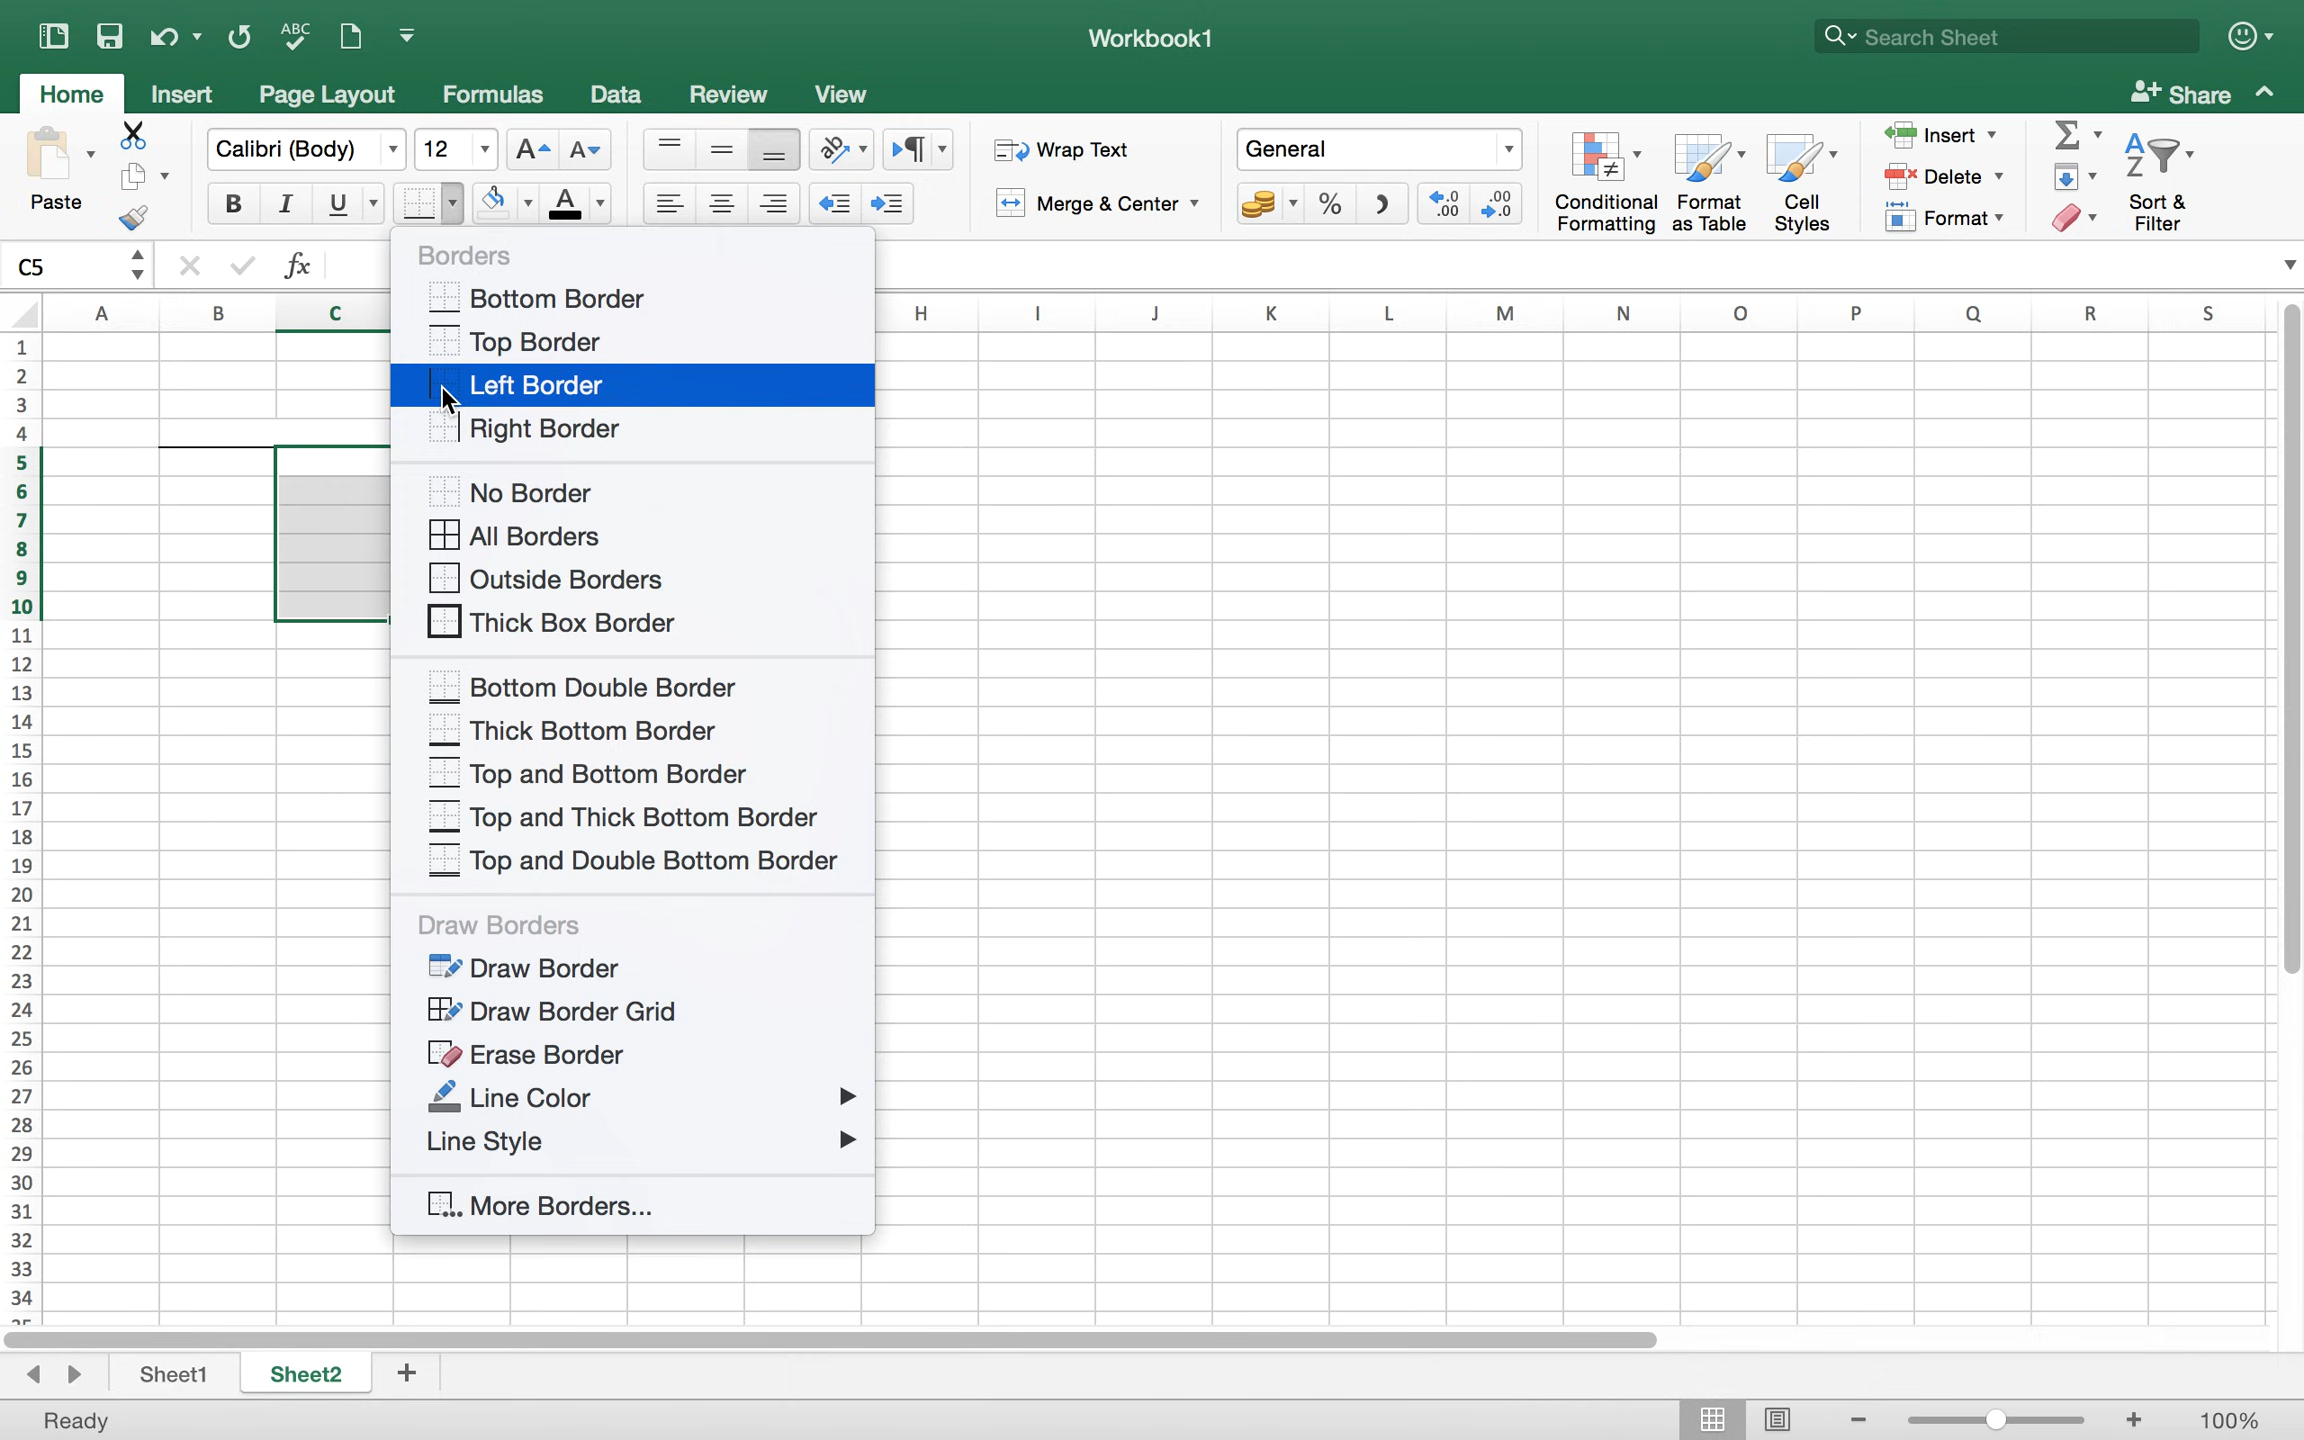 ABC
Workbook1
Search Sheet
Home
Insert
Page Layout
Formulas
Data
Review
View
Share
Paste
Calibri (Body)
12
A
A
B
I
U
A
ab
Wrap Text
Merge & Center
General
%
.0
.00
.00
.0
Conditional
Formatting
Format
as Table
Cell
Styles
Insert
Delete
Format
A
Z
Sort &
Filter
C5
fx
A B C H I J K L M N O P Q R S
1
2
3
4
5
6
7
8
9
10
11
12
13
14
15
16
17
18
19
20
21
22
23
24
25
26
27
28
29
30
31
32
33
34
Borders
Bottom Border
Top Border
Left Border
Right Border
No Border
All Borders
Outside Borders
Thick Box Border
Bottom Double Border
Thick Bottom Border
Top and Bottom Border
Top and Thick Bottom Border
Top and Double Bottom Border
Draw Borders
Draw Border
Draw Border Grid
Erase Border
Line Color
Line Style
More Borders...
Sheet1
Sheet2
Ready
100%